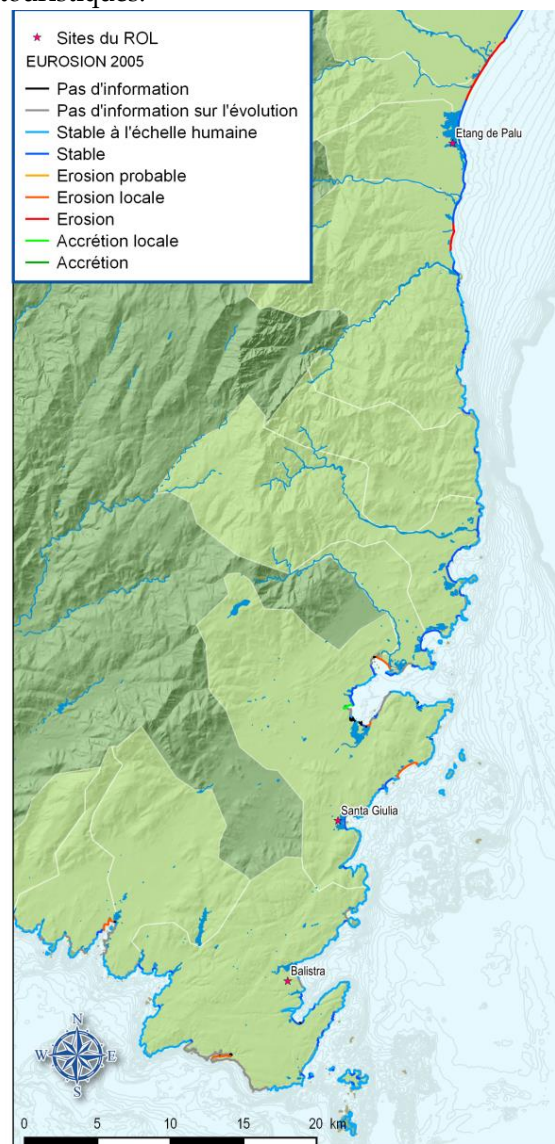 touristiques.
Sites du ROL
EUROSION 2005
Pas d'information
Pas d'information sur l'évolution
Stable à l'échelle humaine
Stable
Erosion probable
Erosion locale
Erosion
Accrétion locale
Accrétion
Etang de Palu
Santa Giulia
Balistra
N
W E
S
0 5 10 15 20 km